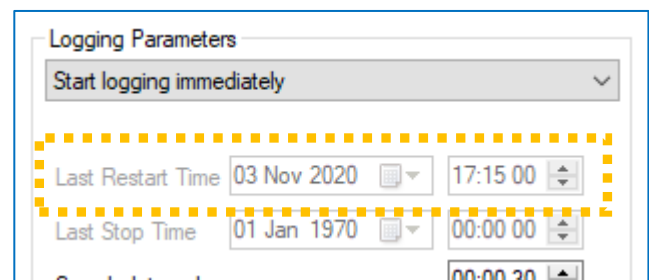 Logging Parameters
Start logging immediately
Last Restart Time 03 Nov 2020 17:15 00
Last Stop Time 01 Jan 1970 00:00 00
00:00 30